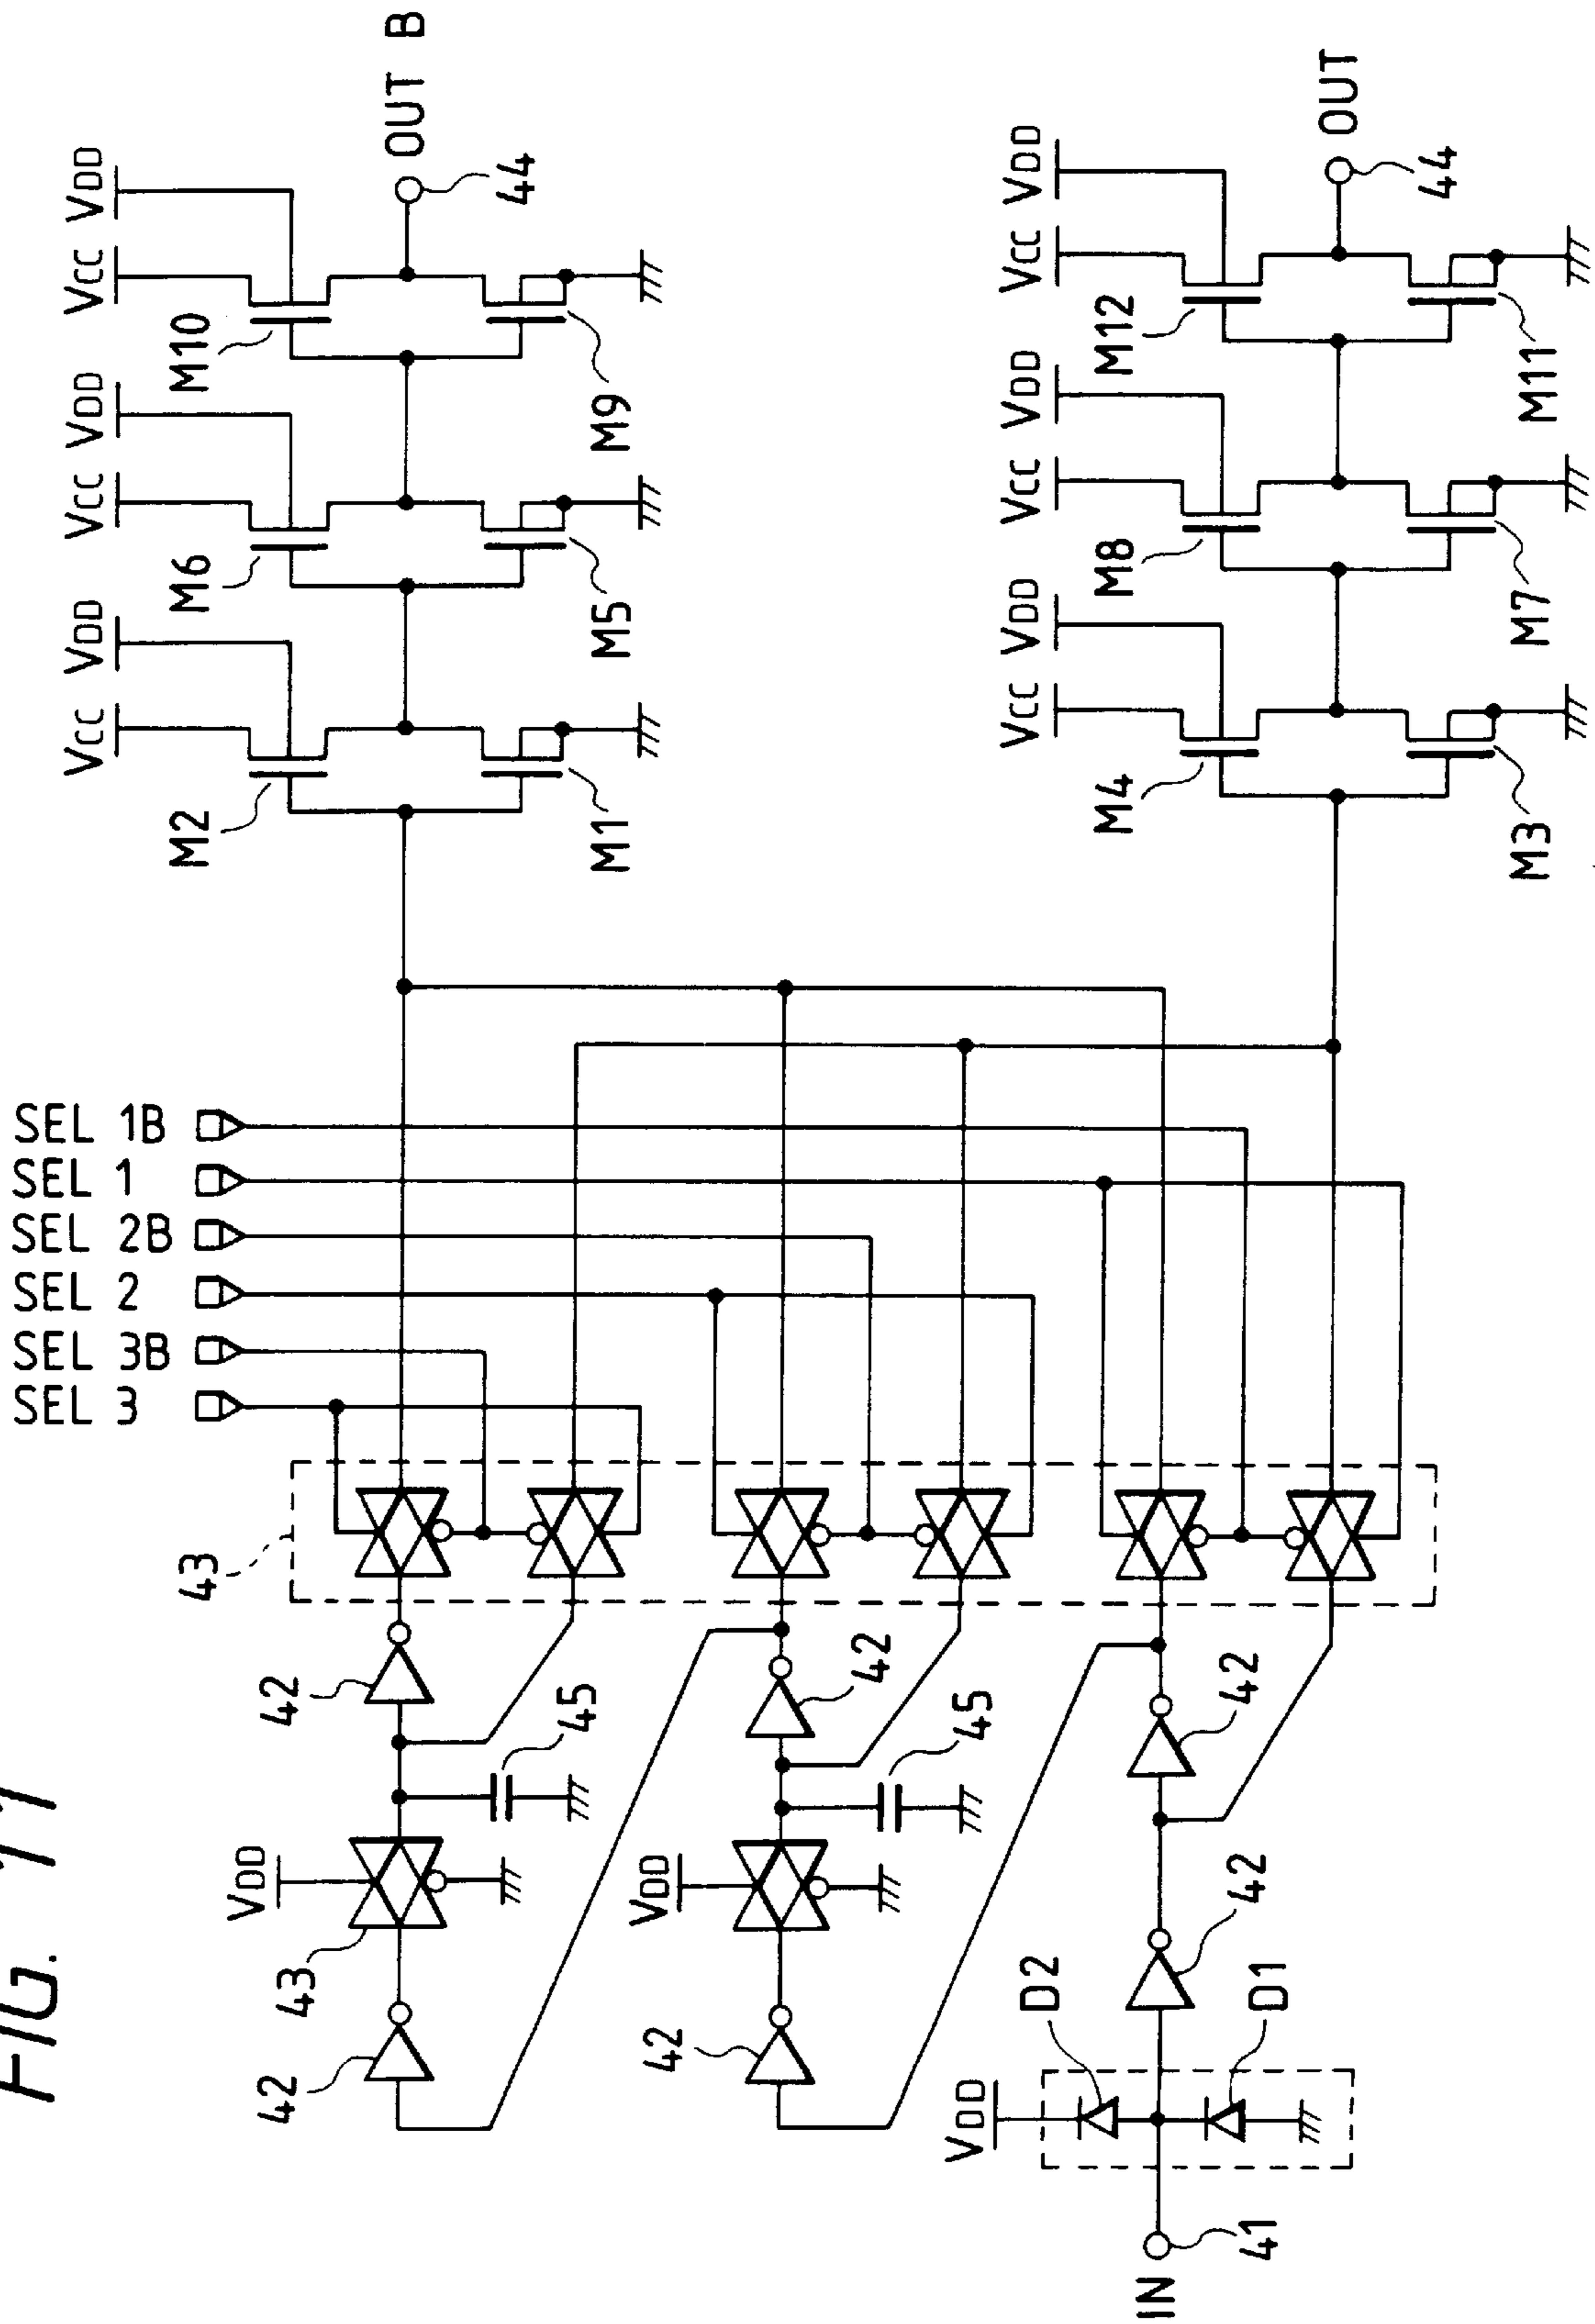 FIG. 11
SEL 3
SEL 3B
SEL 2
SEL 2B
SEL 1
SEL 1B
VCC
VDD
VCC
VDD
VCC
VDD
M2
M6
M10
OUT B
44
M1
M5
M9
43
42
VDD
43
42
45
42
VDD
42
45
VCC
VDD
VCC
VDD
VCC
VDD
M4
M8
M12
OUT
44
M3
M7
M11
VDD
D2
D1
42
42
IN
41